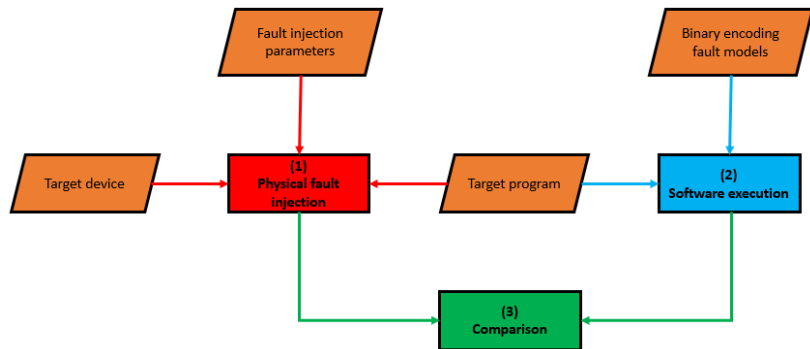 Fault injection
parameters
Binary encoding
fault models
Target device
(1)
Physical fault
injection
Target program
(2)
Software execution
(3)
Comparison